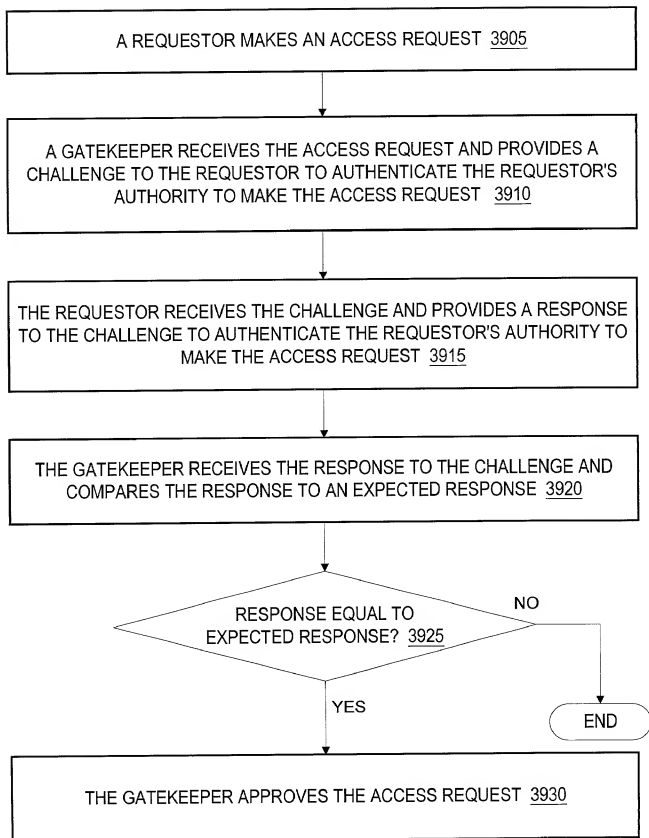 A REQUESTOR MAKES AN ACCESS REQUEST 3905
A GATEKEEPER RECEIVES THE ACCESS REQUEST AND PROVIDES A
CHALLENGE TO THE REQUESTOR TO AUTHENTICATE THE REQUESTOR'S
AUTHORITY TO MAKE THE ACCESS REQUEST 3910
THE REQUESTOR RECEIVES THE CHALLENGE AND PROVIDES A RESPONSE
TO THE CHALLENGE TO AUTHENTICATE THE REQUESTOR'S AUTHORITY TO
MAKE THE ACCESS REQUEST 3915
THE GATEKEEPER RECEIVES THE RESPONSE TO THE CHALLENGE AND
COMPARES THE RESPONSE TO AN EXPECTED RESPONSE 3920
RESPONSE EQUAL TO
EXPECTED RESPONSE? 3925
NO
YES
END
THE GATEKEEPER APPROVES THE ACCESS REQUEST 3930